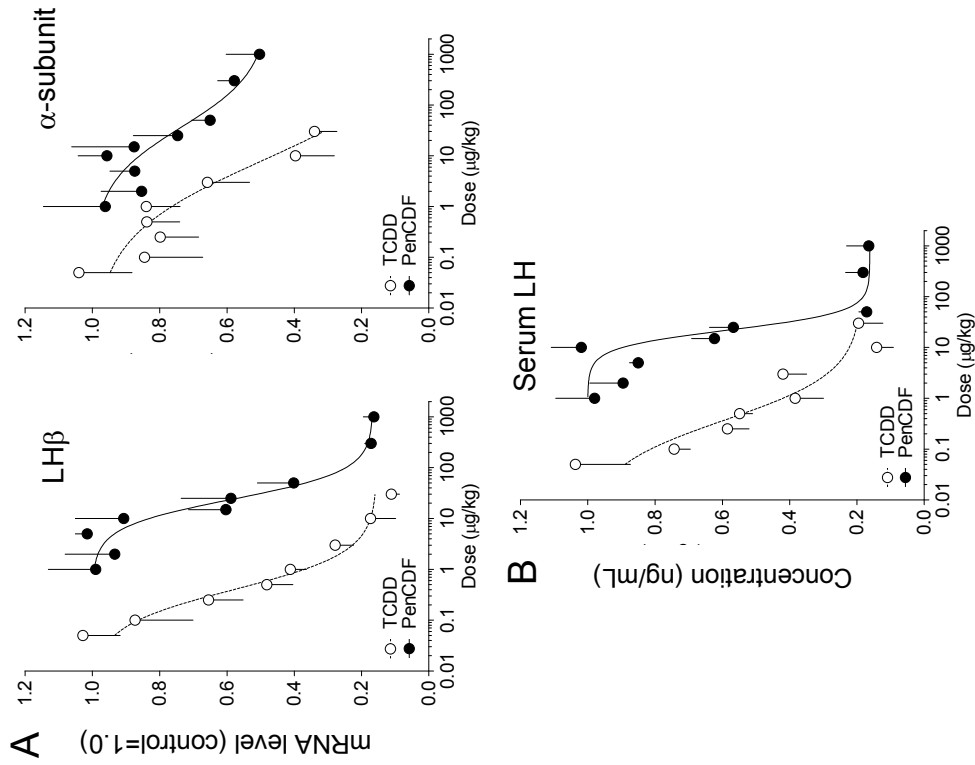 A
LHβ
mRNA level (control=1.0)
1.2
1.0
0.8
0.6
0.4
0.2
0.0
TCDD
PenCDF
0.01
0.1
1
10
100
1000
Dose (μg/kg)
α-subunit
1.2
1.0
0.8
0.6
0.4
0.2
0.0
TCDD
PenCDF
0.01
0.1
1
10
100
1000
Dose (μg/kg)
B
Serum LH
Concentration (ng/mL)
1.2
1.0
0.8
0.6
0.4
0.2
0.0
TCDD
PenCDF
0.01
0.1
1
10
100
1000
Dose (μg/kg)